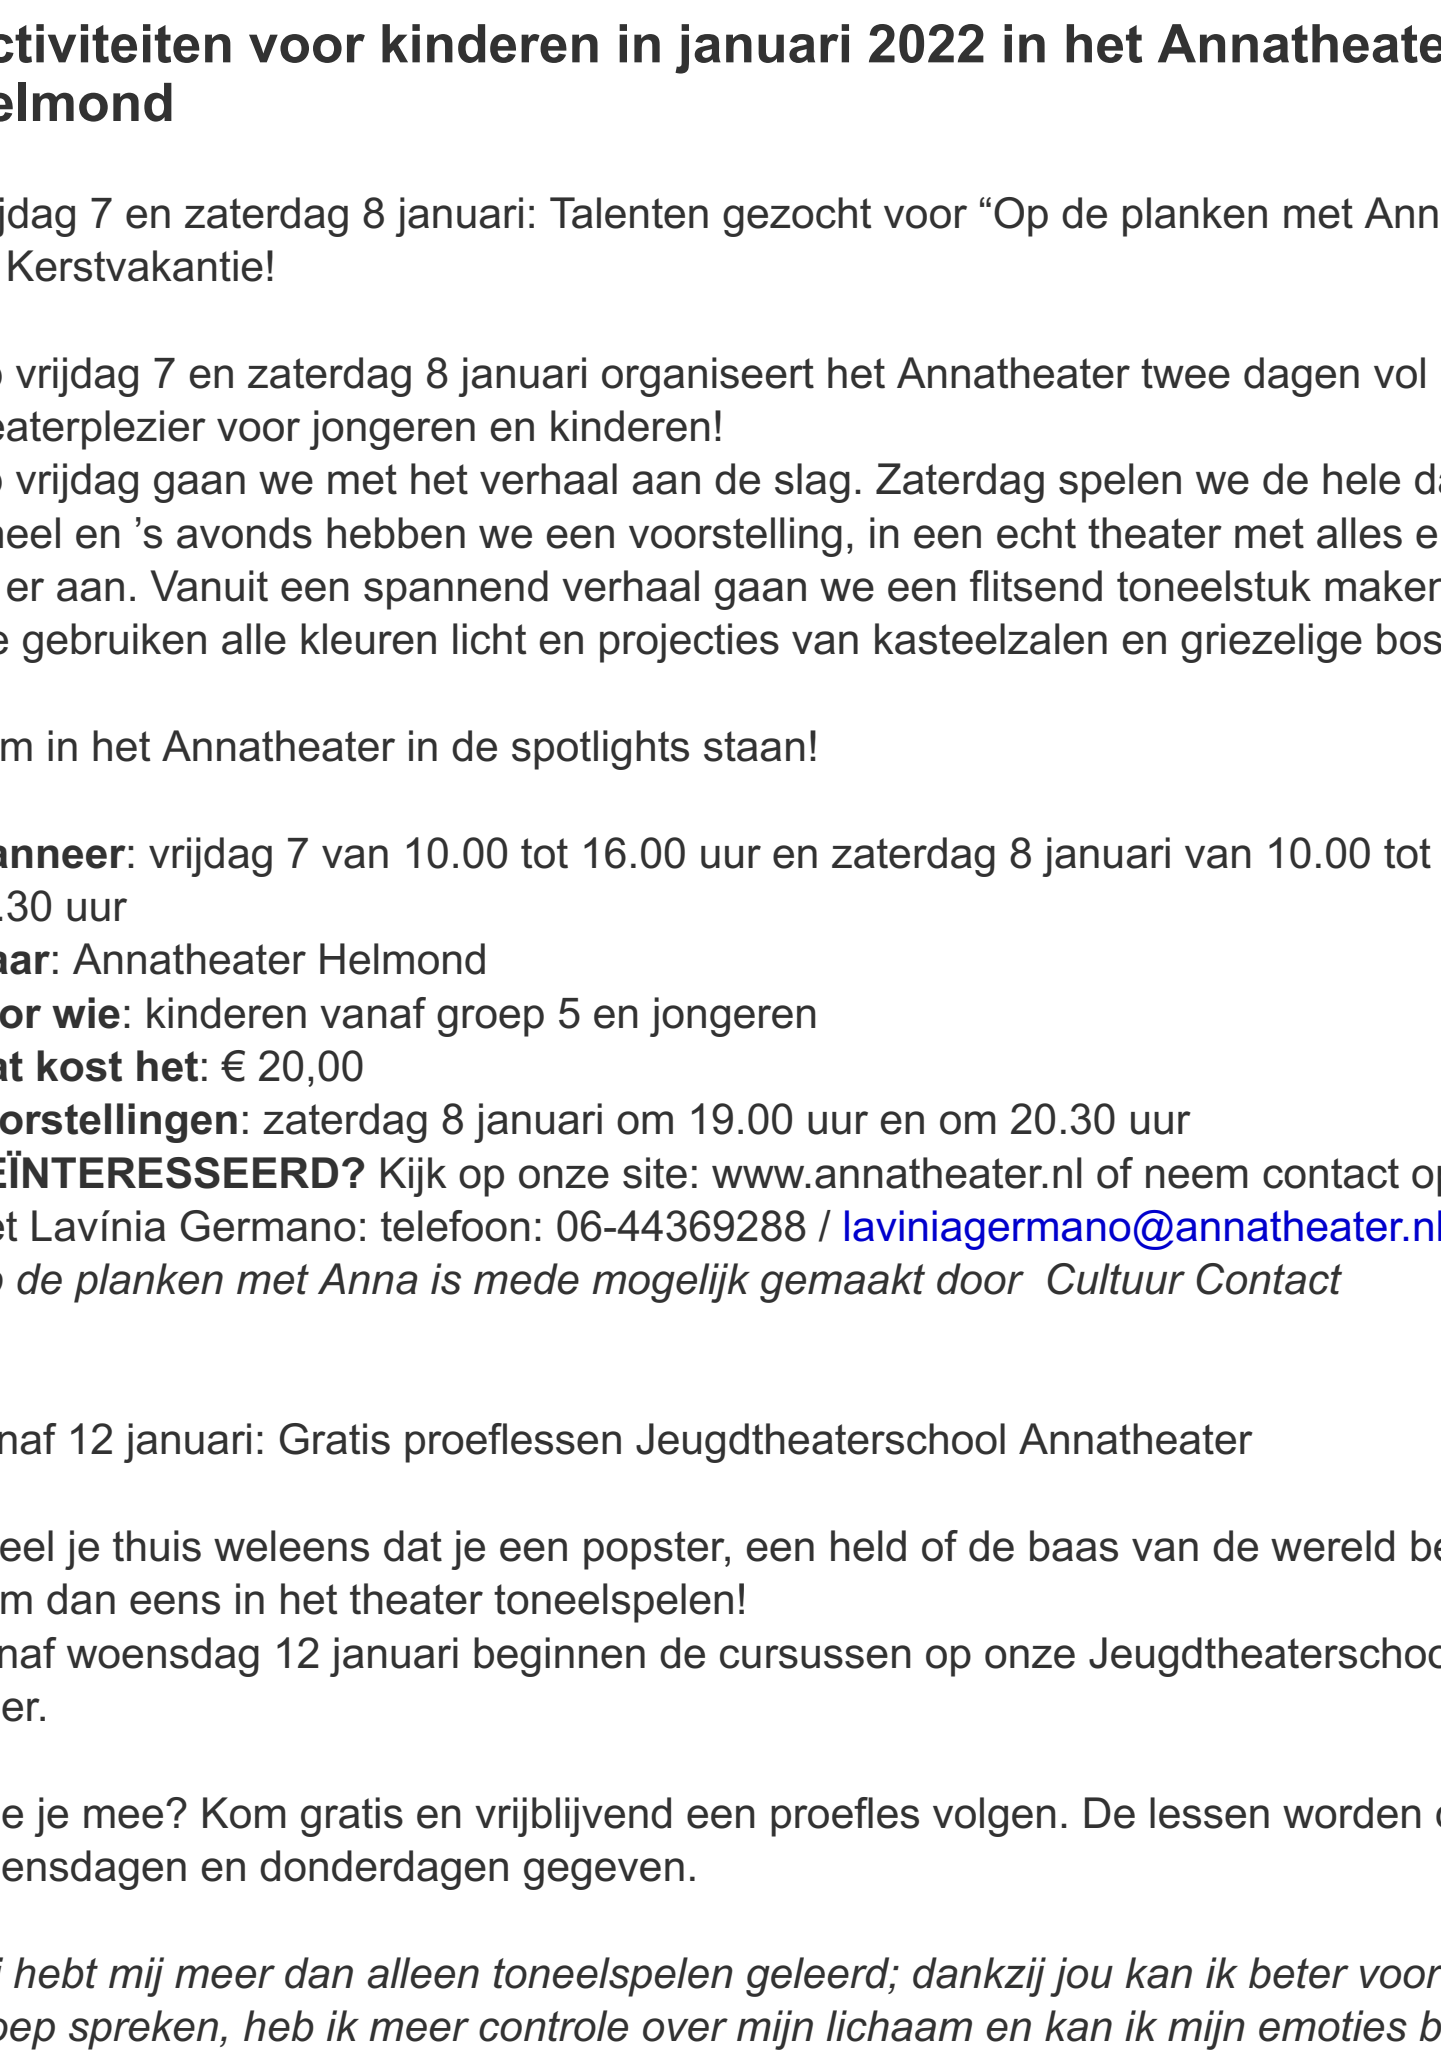 ctiviteiten voor kinderen in januari 2022 in het Annatheate
elmond
ijdag 7 en zaterdag 8 januari: Talenten gezocht voor “Op de planken met Ann
Kerstvakantie!
vrijdag 7 en zaterdag 8 januari organiseert het Annatheater twee dagen vol
eaterplezier voor jongeren en kinderen!
vrijdag gaan we met het verhaal aan de slag. Zaterdag spelen we de hele da
neel en ’s avonds hebben we een voorstelling, in een echt theater met alles e
er aan. Vanuit een spannend verhaal gaan we een flitsend toneelstuk maken
e gebruiken alle kleuren licht en projecties van kasteelzalen en griezelige bos
m in het Annatheater in de spotlights staan!
anneer: vrijdag 7 van 10.00 tot 16.00 uur en zaterdag 8 januari van 10.00 tot
.30 uur
aar: Annatheater Helmond
or wie: kinderen vanaf groep 5 en jongeren
at kost het: € 20,00
orstellingen: zaterdag 8 januari om 19.00 uur en om 20.30 uur
EÏNTERESSEERD? Kijk op onze site: www.annatheater.nl of neem contact op
et Lavínia Germano: telefoon: 06-44369288 / laviniagermano@annatheater.nl
de planken met Anna is mede mogelijk gemaakt door  Cultuur Contact
naf 12 januari: Gratis proeflessen Jeugdtheaterschool Annatheater
eel je thuis weleens dat je een popster, een held of de baas van de wereld be
m dan eens in het theater toneelspelen!
naf woensdag 12 januari beginnen de cursussen op onze Jeugdtheaterschoo
er.
e je mee? Kom gratis en vrijblijvend een proefles volgen. De lessen worden o
ensdagen en donderdagen gegeven.
hebt mij meer dan alleen toneelspelen geleerd; dankzij jou kan ik beter voor
oep spreken, heb ik meer controle over mijn lichaam en kan ik mijn emoties b